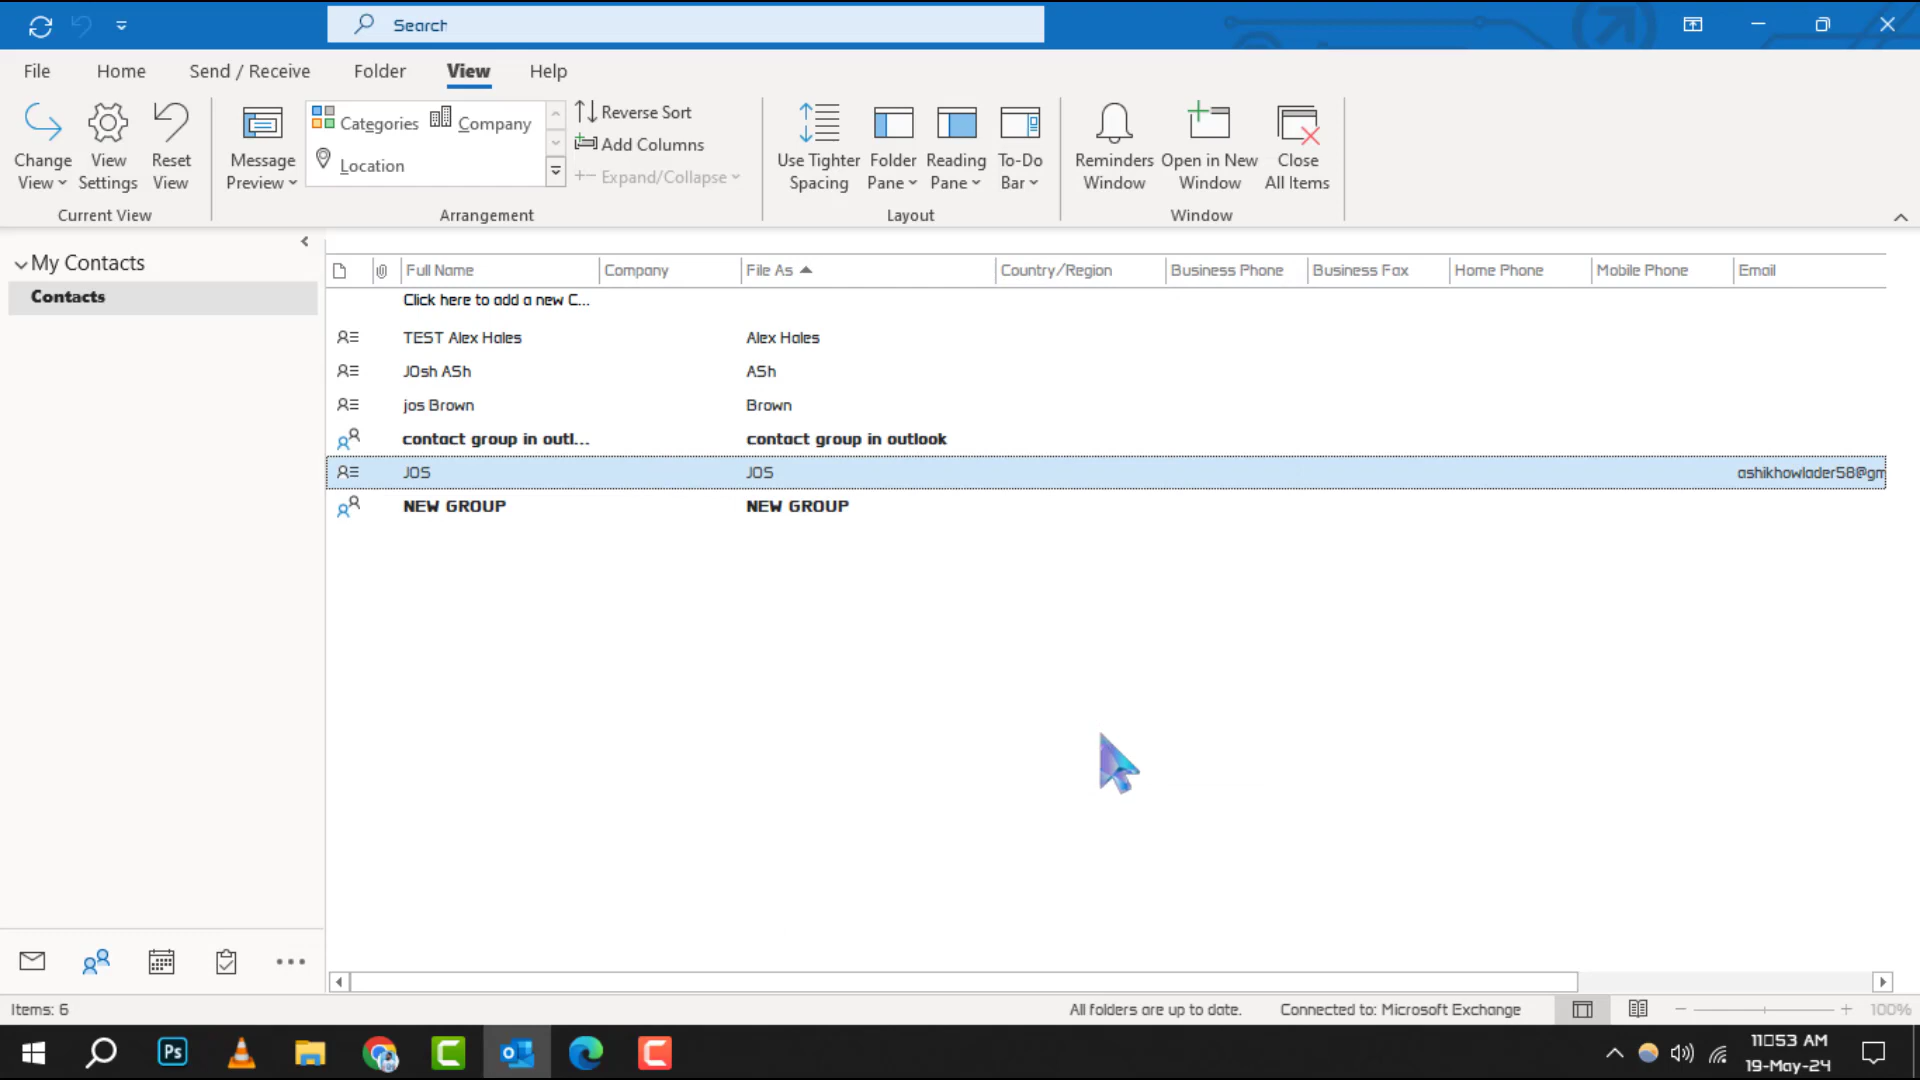 Search
File Home Send / Receive Folder View Help
Change View
View Settings
Reset View
Current View
Message Preview
Categories Company
Location
Reverse Sort
Add Columns
Expand/Collapse
Arrangement
Use Tighter Spacing
Folder Pane
Reading Pane
To-Do Bar
Layout
Reminders Window
Open in New Window
Close All Items
Window
My Contacts
Contacts
Full Name Company File As Country/Region Business Phone Business Fax Home Phone Mobile Phone Email
Click here to add a new C...
TEST Alex Hales Alex Hales
JOsh ASh ASh
jos Brown Brown
contact group in outl... contact group in outlook
JOS JOS ashikhowlader58@gm
NEW GROUP NEW GROUP
Items: 6 All folders are up to date. Connected to: Microsoft Exchange 100%
Ps
11□53 AM
19-May-24